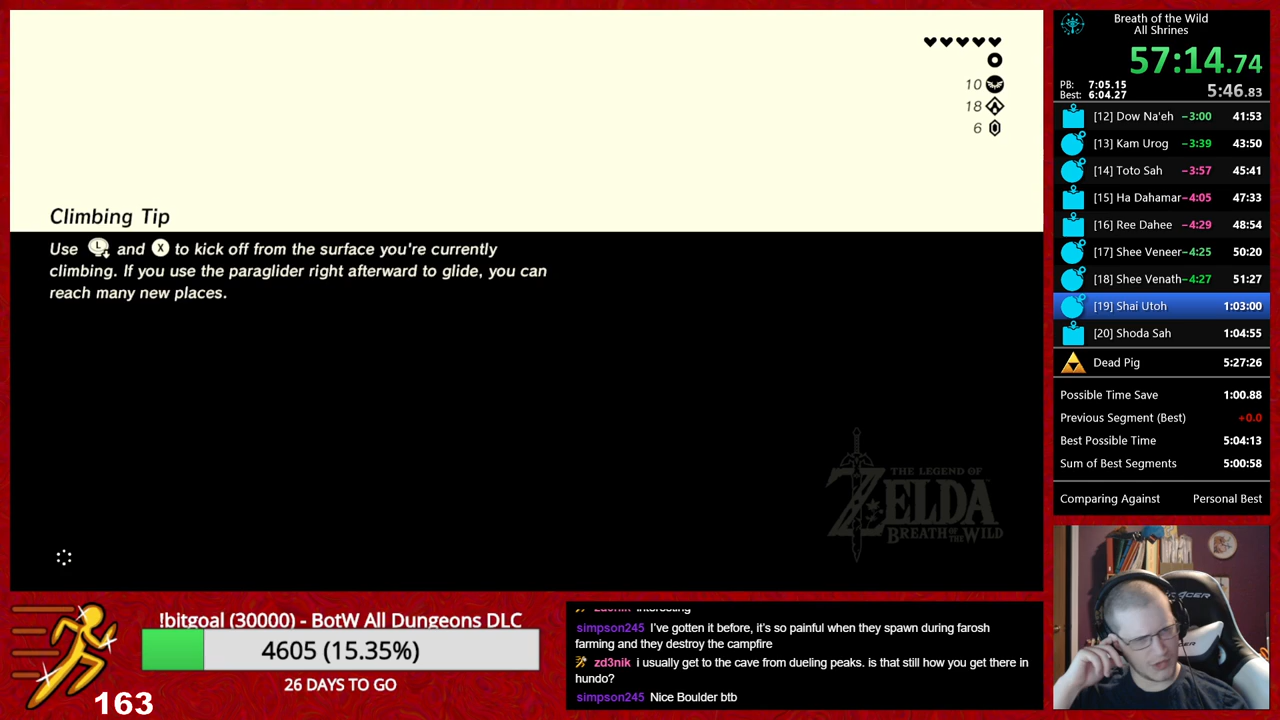 10
18
6
Climbing Tip
Use L and X to kick off from the surface you're currently
climbing. If you use the paraglider right afterward to glide, you can
reach many new places.
THE LEGEND OF
ZELDA
BREATH OF THE WILD
Breath of the Wild
All Shrines
57:14.74
PB: 7:05.15
Best: 6:04.27
5:46.83
[12] Dow Na'eh −3:00 41:53
[13] Kam Urog −3:39 43:50
[14] Toto Sah −3:57 45:41
[15] Ha Dahamar −4:05 47:33
[16] Ree Dahee −4:29 48:54
[17] Shee Veneer −4:25 50:20
[18] Shee Venath −4:27 51:27
[19] Shai Utoh 1:03:00
[20] Shoda Sah 1:04:55
Dead Pig 5:27:26
Possible Time Save 1:00.88
Previous Segment (Best) +0.0
Best Possible Time 5:04:13
Sum of Best Segments 5:00:58
Comparing Against Personal Best
163
!bitgoal (30000) - BotW All Dungeons DLC
4605 (15.35%)
26 DAYS TO GO
zd3nik interesting
simpson245 I've gotten it before, it's so painful when they spawn during farosh
farming and they destroy the campfire
zd3nik i usually get to the cave from dueling peaks. is that still how you get there in
hundo?
simpson245 Nice Boulder btb